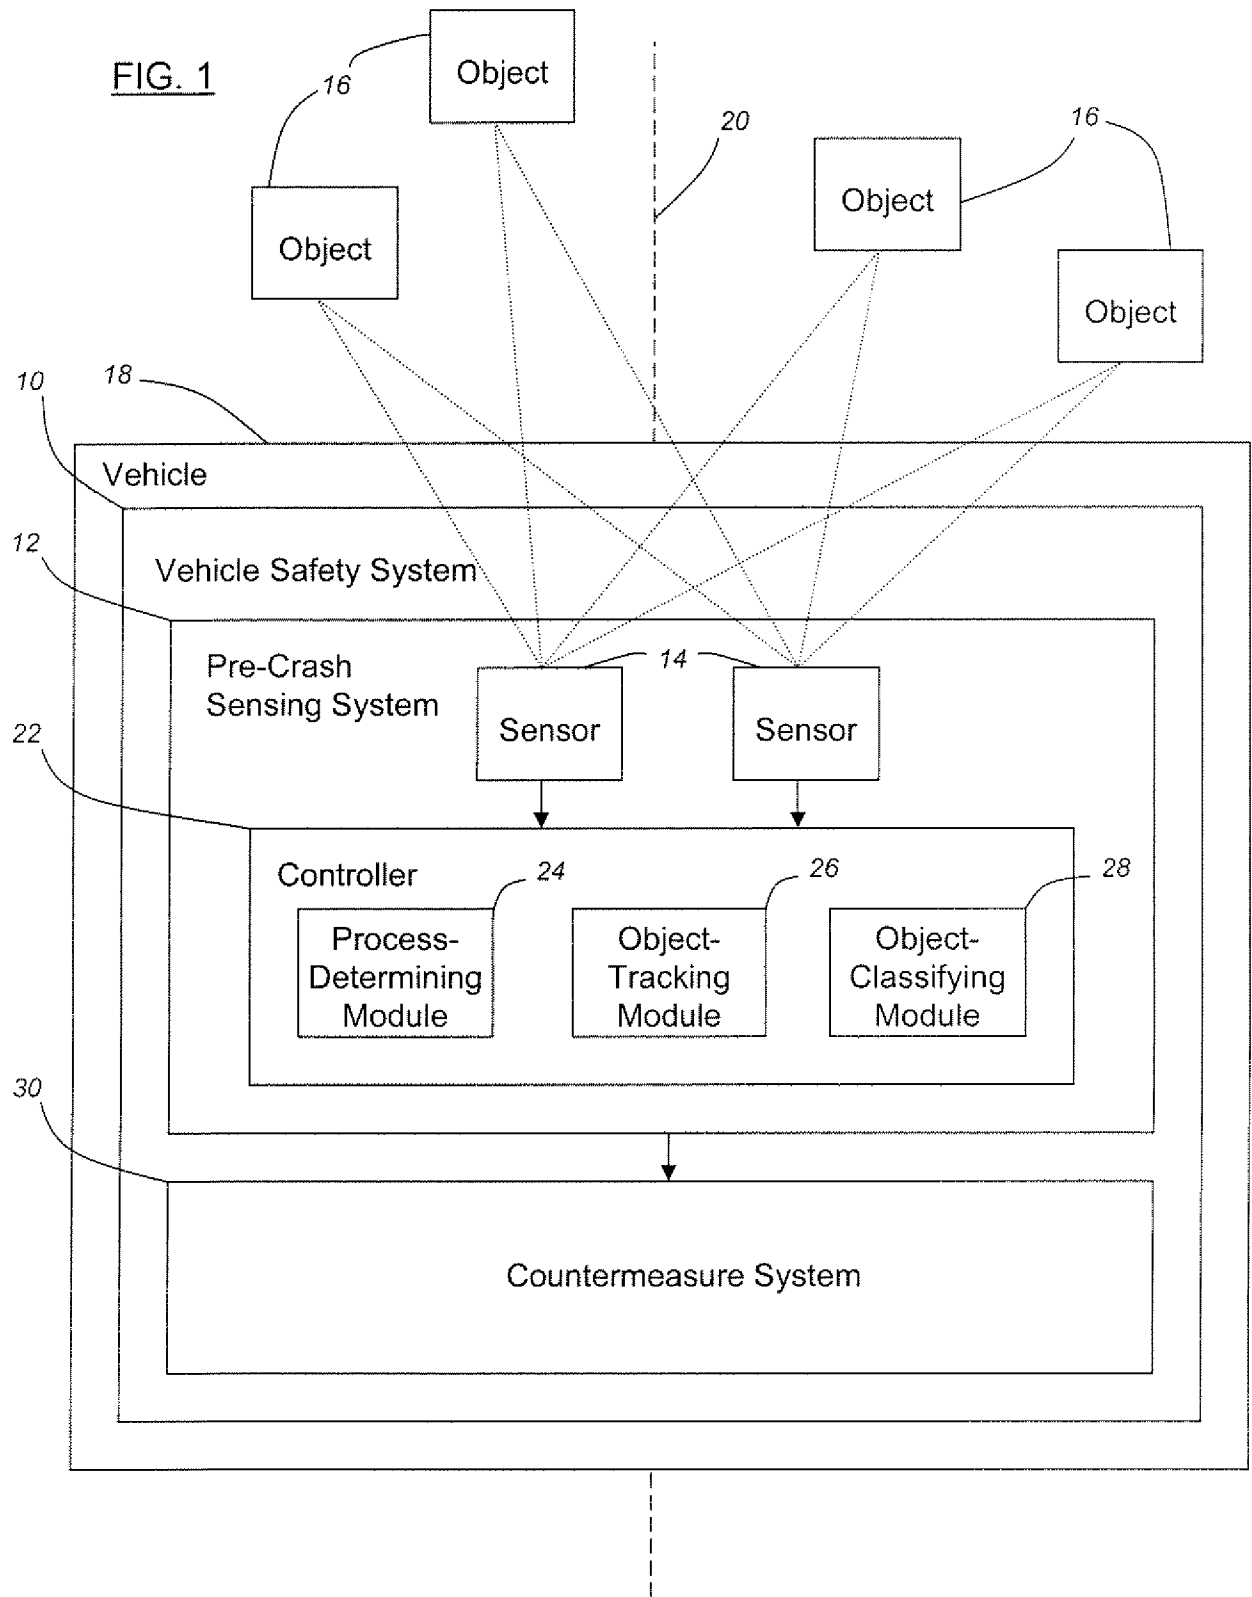 FIG. 1
16
Object
20
16
Object
Object
Object
10
18
Vehicle
12
Vehicle Safety System
Pre-Crash
Sensing System
14
22
Sensor
Sensor
Controller
24
26
28
Process-
Determining
Module
Object-
Tracking
Module
Object-
Classifying
Module
30
Countermeasure System